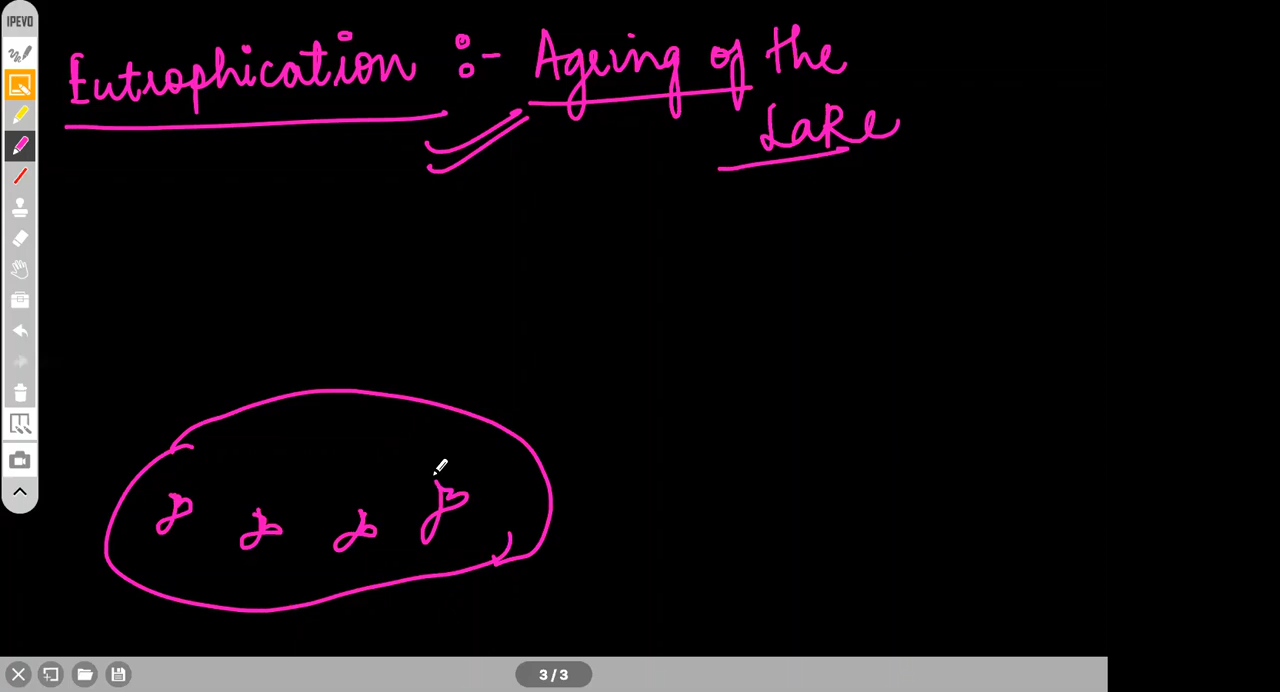 IPEVO
Eutrophication :- Ageing of the
Lake
3/3